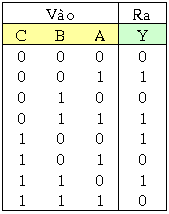 Vào Ra
C B A Y
0 0 0 0
0 0 1 1
0 1 0 0
0 1 1 1
1 0 0 1
1 0 1 0
1 1 0 1
1 1 1 0